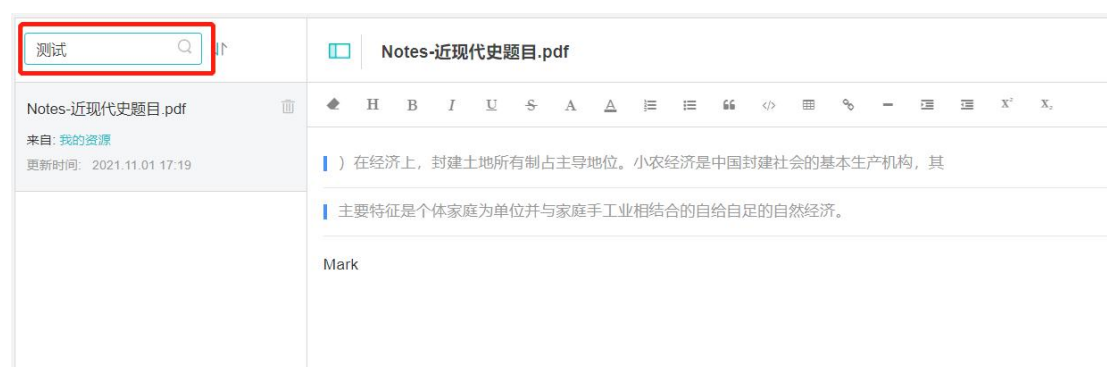 测试
Notes-近现代史题目.pdf
Notes-近现代史题目.pdf
来自: 我的资源
更新时间: 2021.11.01 17:19
H B I U S A A X² X₂
）在经济上，封建土地所有制占主导地位。小农经济是中国封建社会的基本生产机构，其
主要特征是个体家庭为单位并与家庭手工业相结合的自给自足的自然经济。
Mark